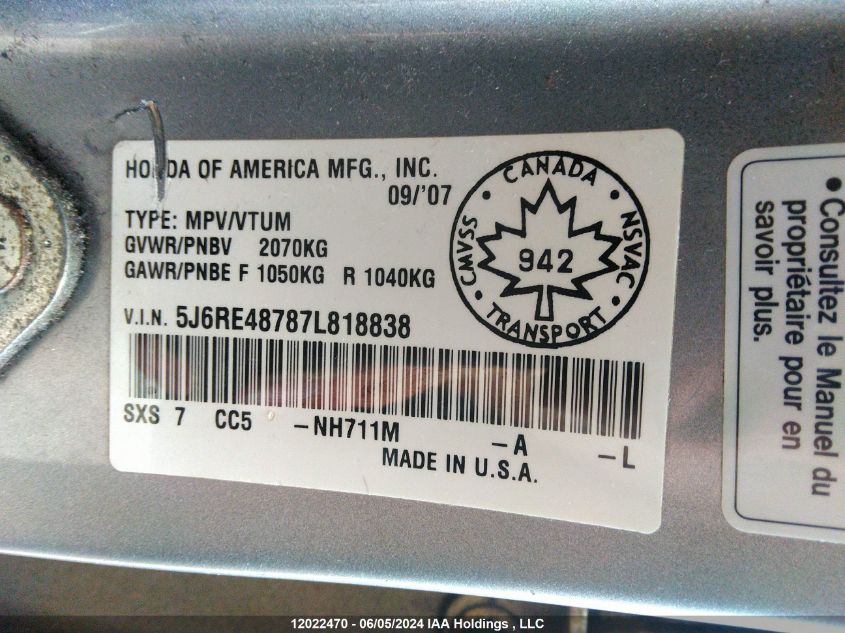 HONDA OF AMERICA MFG., INC.
09/'07
TYPE: MPV/VTUM
GVWR/PNBV 2070KG
GAWR/PNBE F 1050KG R 1040KG
V.I.N. 5J6RE48787L818838
SXS 7 CC5 -NH711M -A -L
MADE IN U.S.A.
CANADA
CMVSS
942
NSVAC
TRANSPORT
• Consultez le Manuel du
propriétaire pour en
savoir plus.
12022470 - 06/05/2024 IAA Holdings , LLC